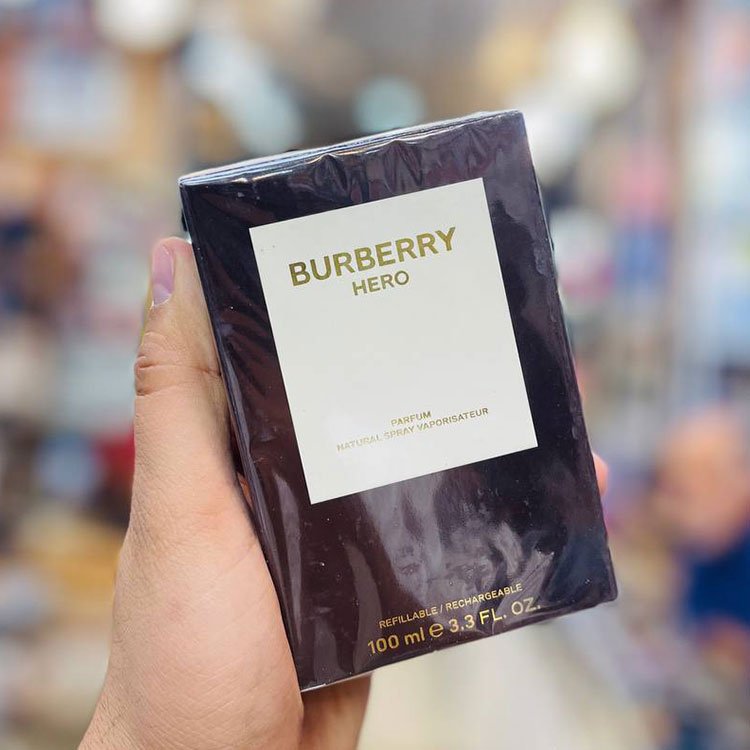 BURBERRY
HERO
PARFUM
NATURAL SPRAY VAPORISATEUR
REFILLABLE / RECHARGEABLE
100 ml ℮ 3.3 FL. OZ.